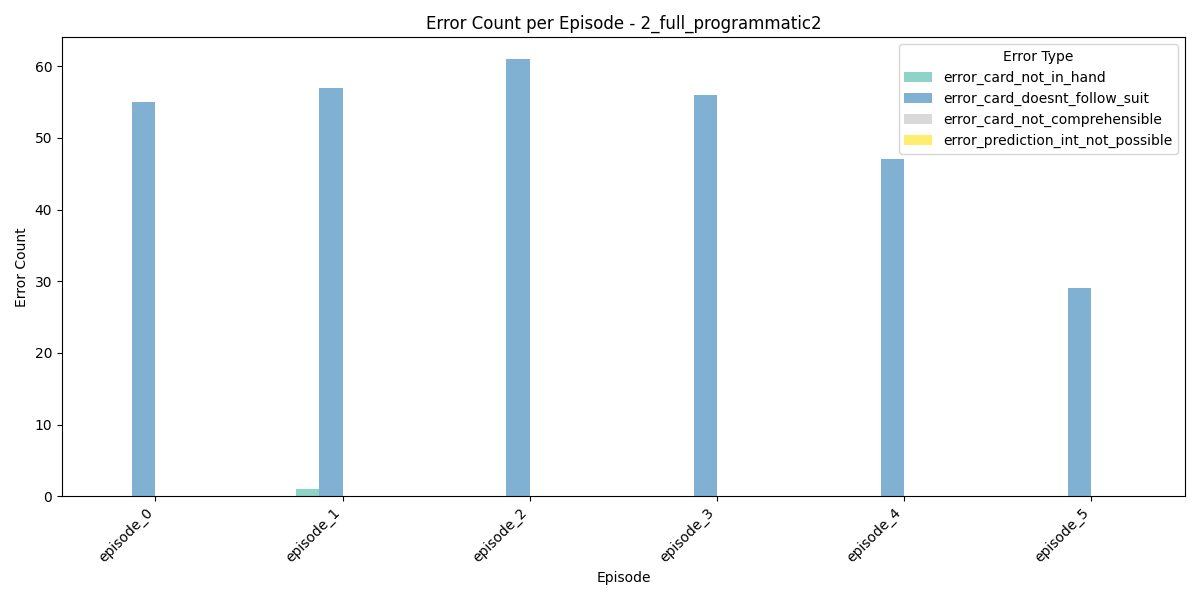 Error Count per Episode - 2_full_programmatic2
Error Type
error_card_not_in_hand
error_card_doesnt_follow_suit
error_card_not_comprehensible
error_prediction_int_not_possible
Error Count
60
50
40
30
20
10
0
episode_0
episode_1
episode_2
episode_3
episode_4
episode_5
Episode